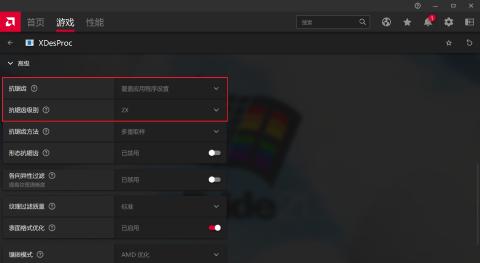 首页 游戏 性能 搜索 1
XDesProc
高级
抗锯齿 覆盖应用程序设置
抗锯齿级别 2X
抗锯齿方法 多重取样
形态抗锯齿 已禁用
各向异性过滤 已禁用
提高纹理清晰度
纹理过滤质量 标准
表面格式优化 已启用
镶嵌模式 AMD 优化